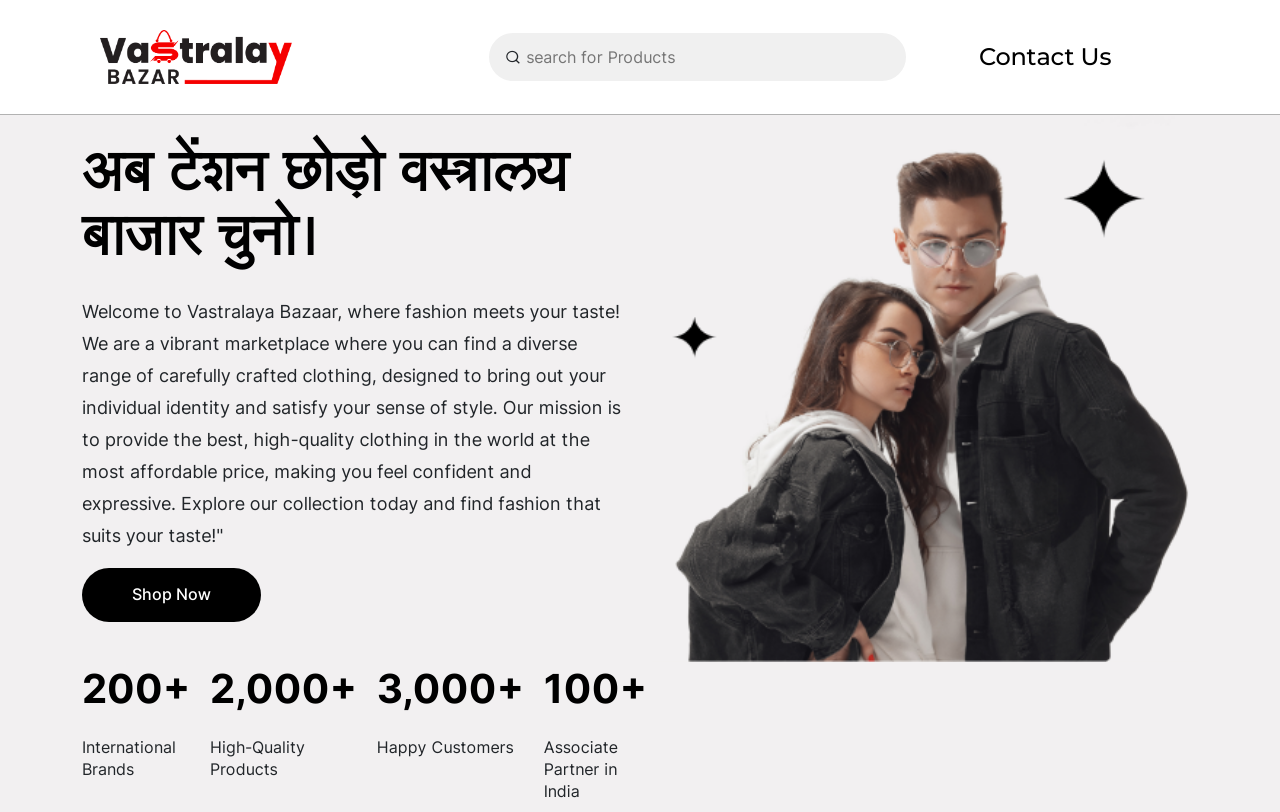 Vastralay
BAZAR
search for Products
Contact Us
अब टेंशन छोड़ो वस्त्रालय
बाजार चुनो।
Welcome to Vastralaya Bazaar, where fashion meets your taste!
We are a vibrant marketplace where you can find a diverse
range of carefully crafted clothing, designed to bring out your
individual identity and satisfy your sense of style. Our mission is
to provide the best, high-quality clothing in the world at the
most affordable price, making you feel confident and
expressive. Explore our collection today and find fashion that
suits your taste!"
Shop Now
200+ 2,000+ 3,000+ 100+
International High-Quality Happy Customers Associate
Brands Products Partner in
India